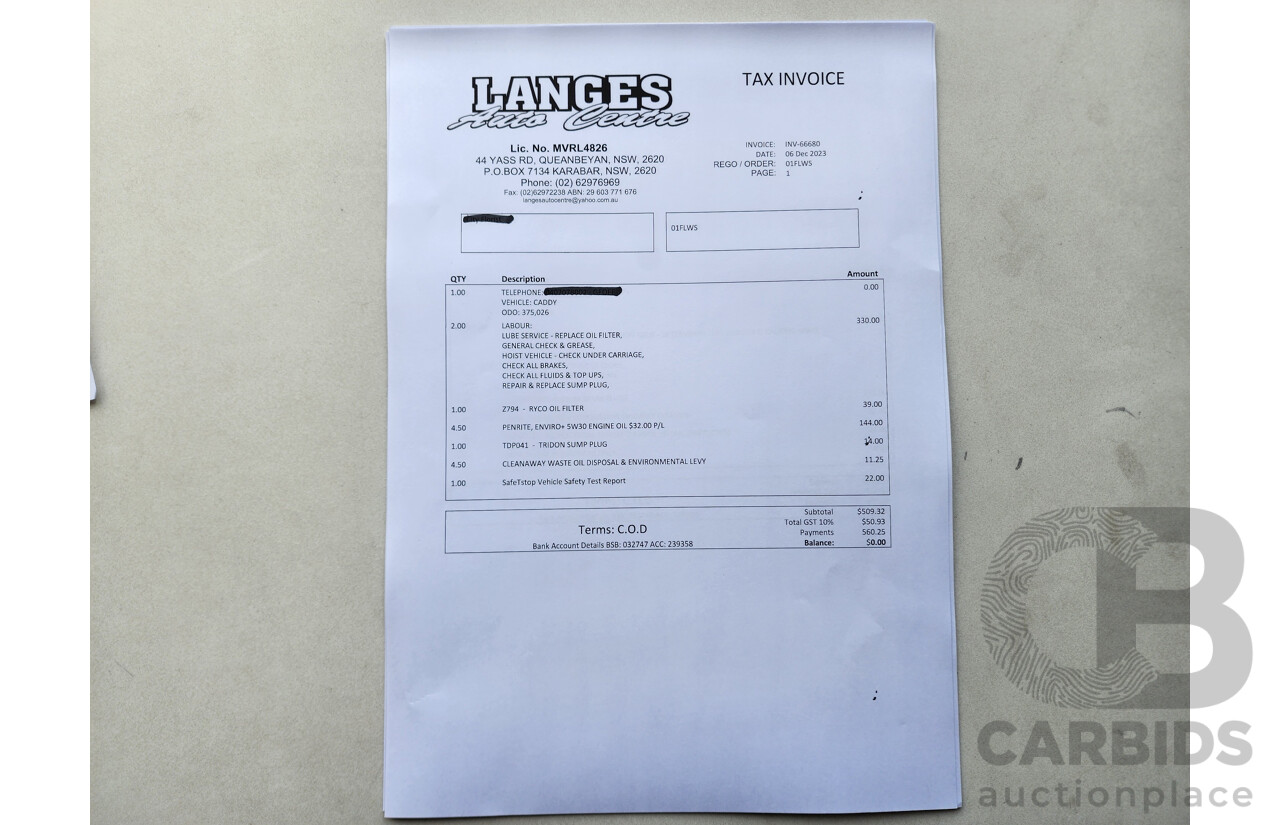 LANGES
Auto Centre
TAX INVOICE
Lic. No. MVRL4826
44 YASS RD, QUEANBEYAN, NSW, 2620
P.O.BOX 7134 KARABAR, NSW, 2620
Phone: (02) 62976969
Fax: (02)62972238 ABN: 29 603 771 676
langesautocentre@yahoo.com.au
INVOICE: INV-66680
DATE: 06 Dec 2023
REGO / ORDER: 01FLWS
PAGE: 1
01FLWS
QTY Description Amount
1.00 TELEPHONE: 0.00
VEHICLE: CADDY
ODO: 375,026
2.00 LABOUR: 330.00
LUBE SERVICE - REPLACE OIL FILTER,
GENERAL CHECK & GREASE,
HOIST VEHICLE - CHECK UNDER CARRIAGE,
CHECK ALL BRAKES,
CHECK ALL FLUIDS & TOP UPS,
REPAIR & REPLACE SUMP PLUG,
1.00 Z794 - RYCO OIL FILTER 39.00
4.50 PENRITE, ENVIRO+ 5W30 ENGINE OIL $32.00 P/L 144.00
1.00 TDP041 - TRIDON SUMP PLUG 14.00
4.50 CLEANAWAY WASTE OIL DISPOSAL & ENVIRONMENTAL LEVY 11.25
1.00 SafeTstop Vehicle Safety Test Report 22.00
Subtotal $509.32
Total GST 10% $50.93
Payments 560.25
Balance: $0.00
Terms: C.O.D
Bank Account Details BSB: 032747 ACC: 239358
CB
CARBIDS
auctionplace